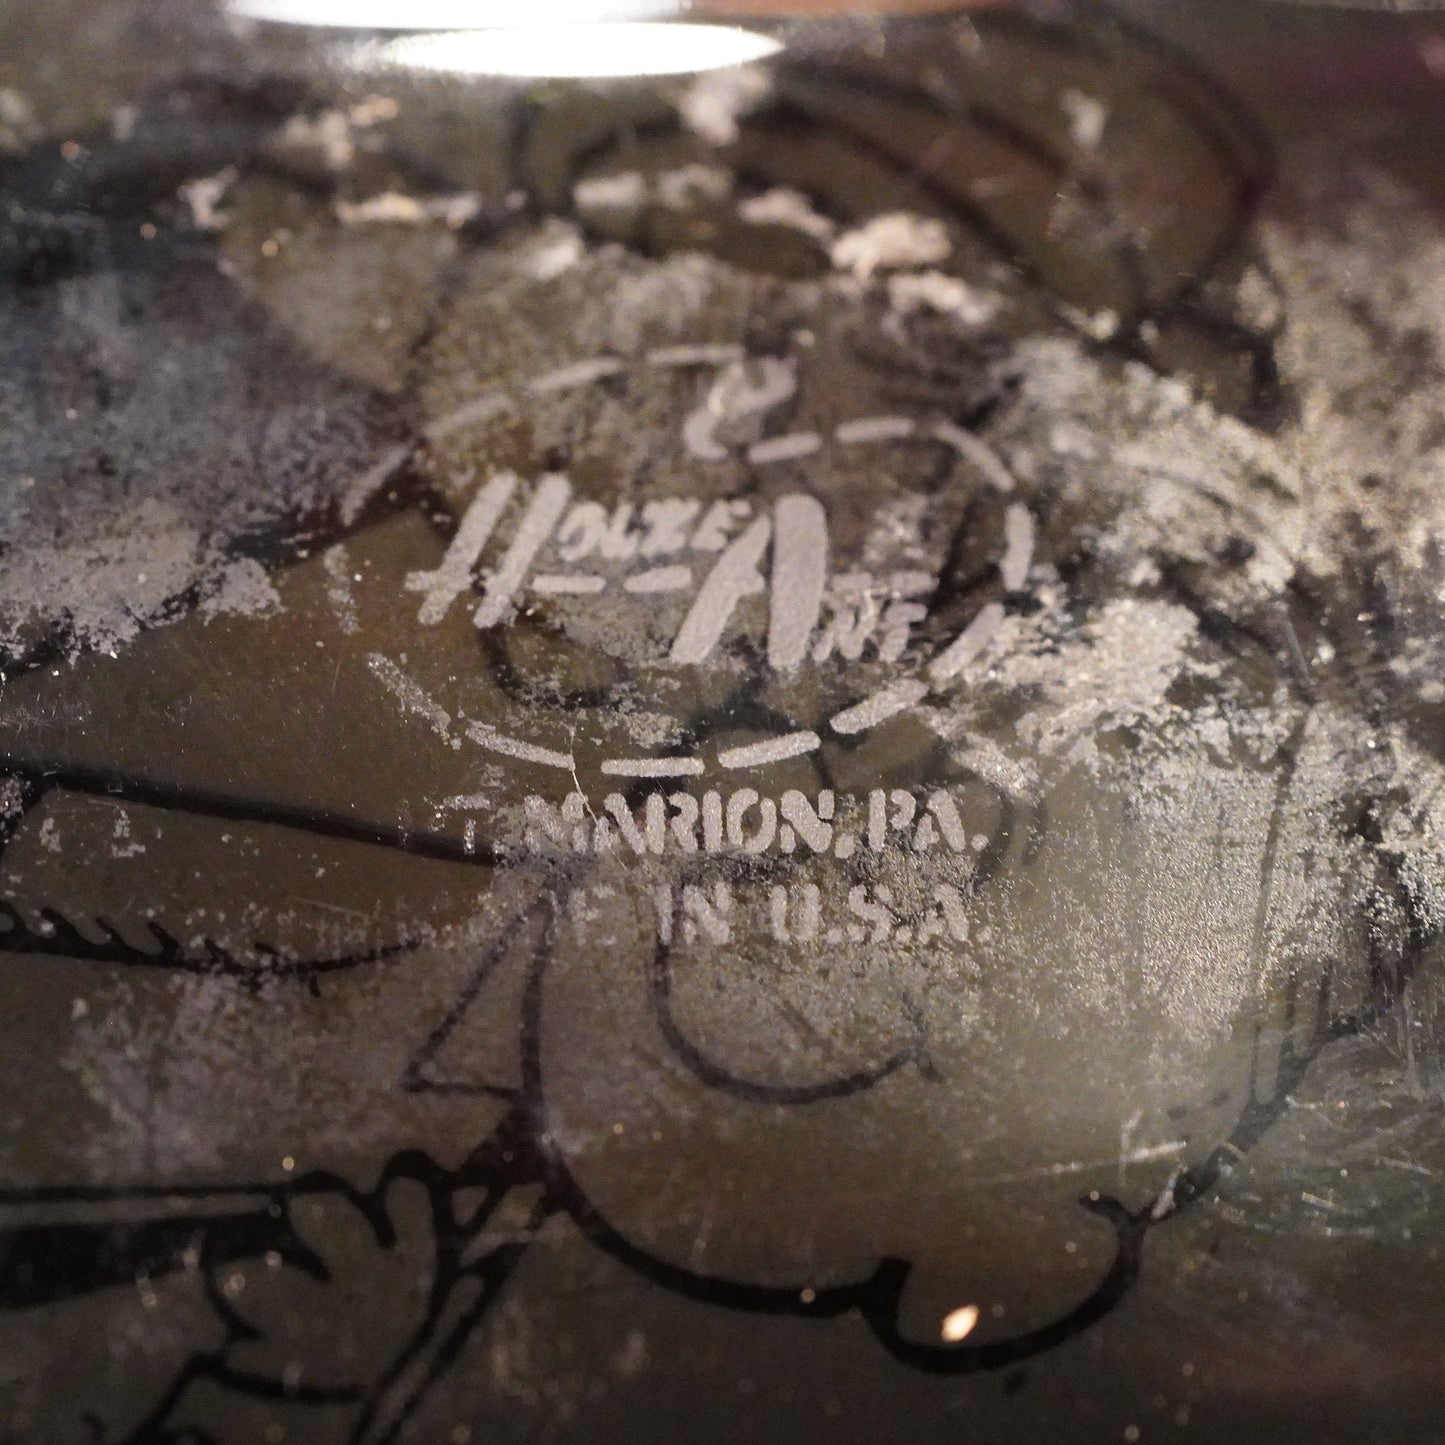 HOLZE ART
MARION, PA.
E IN U.S.A.